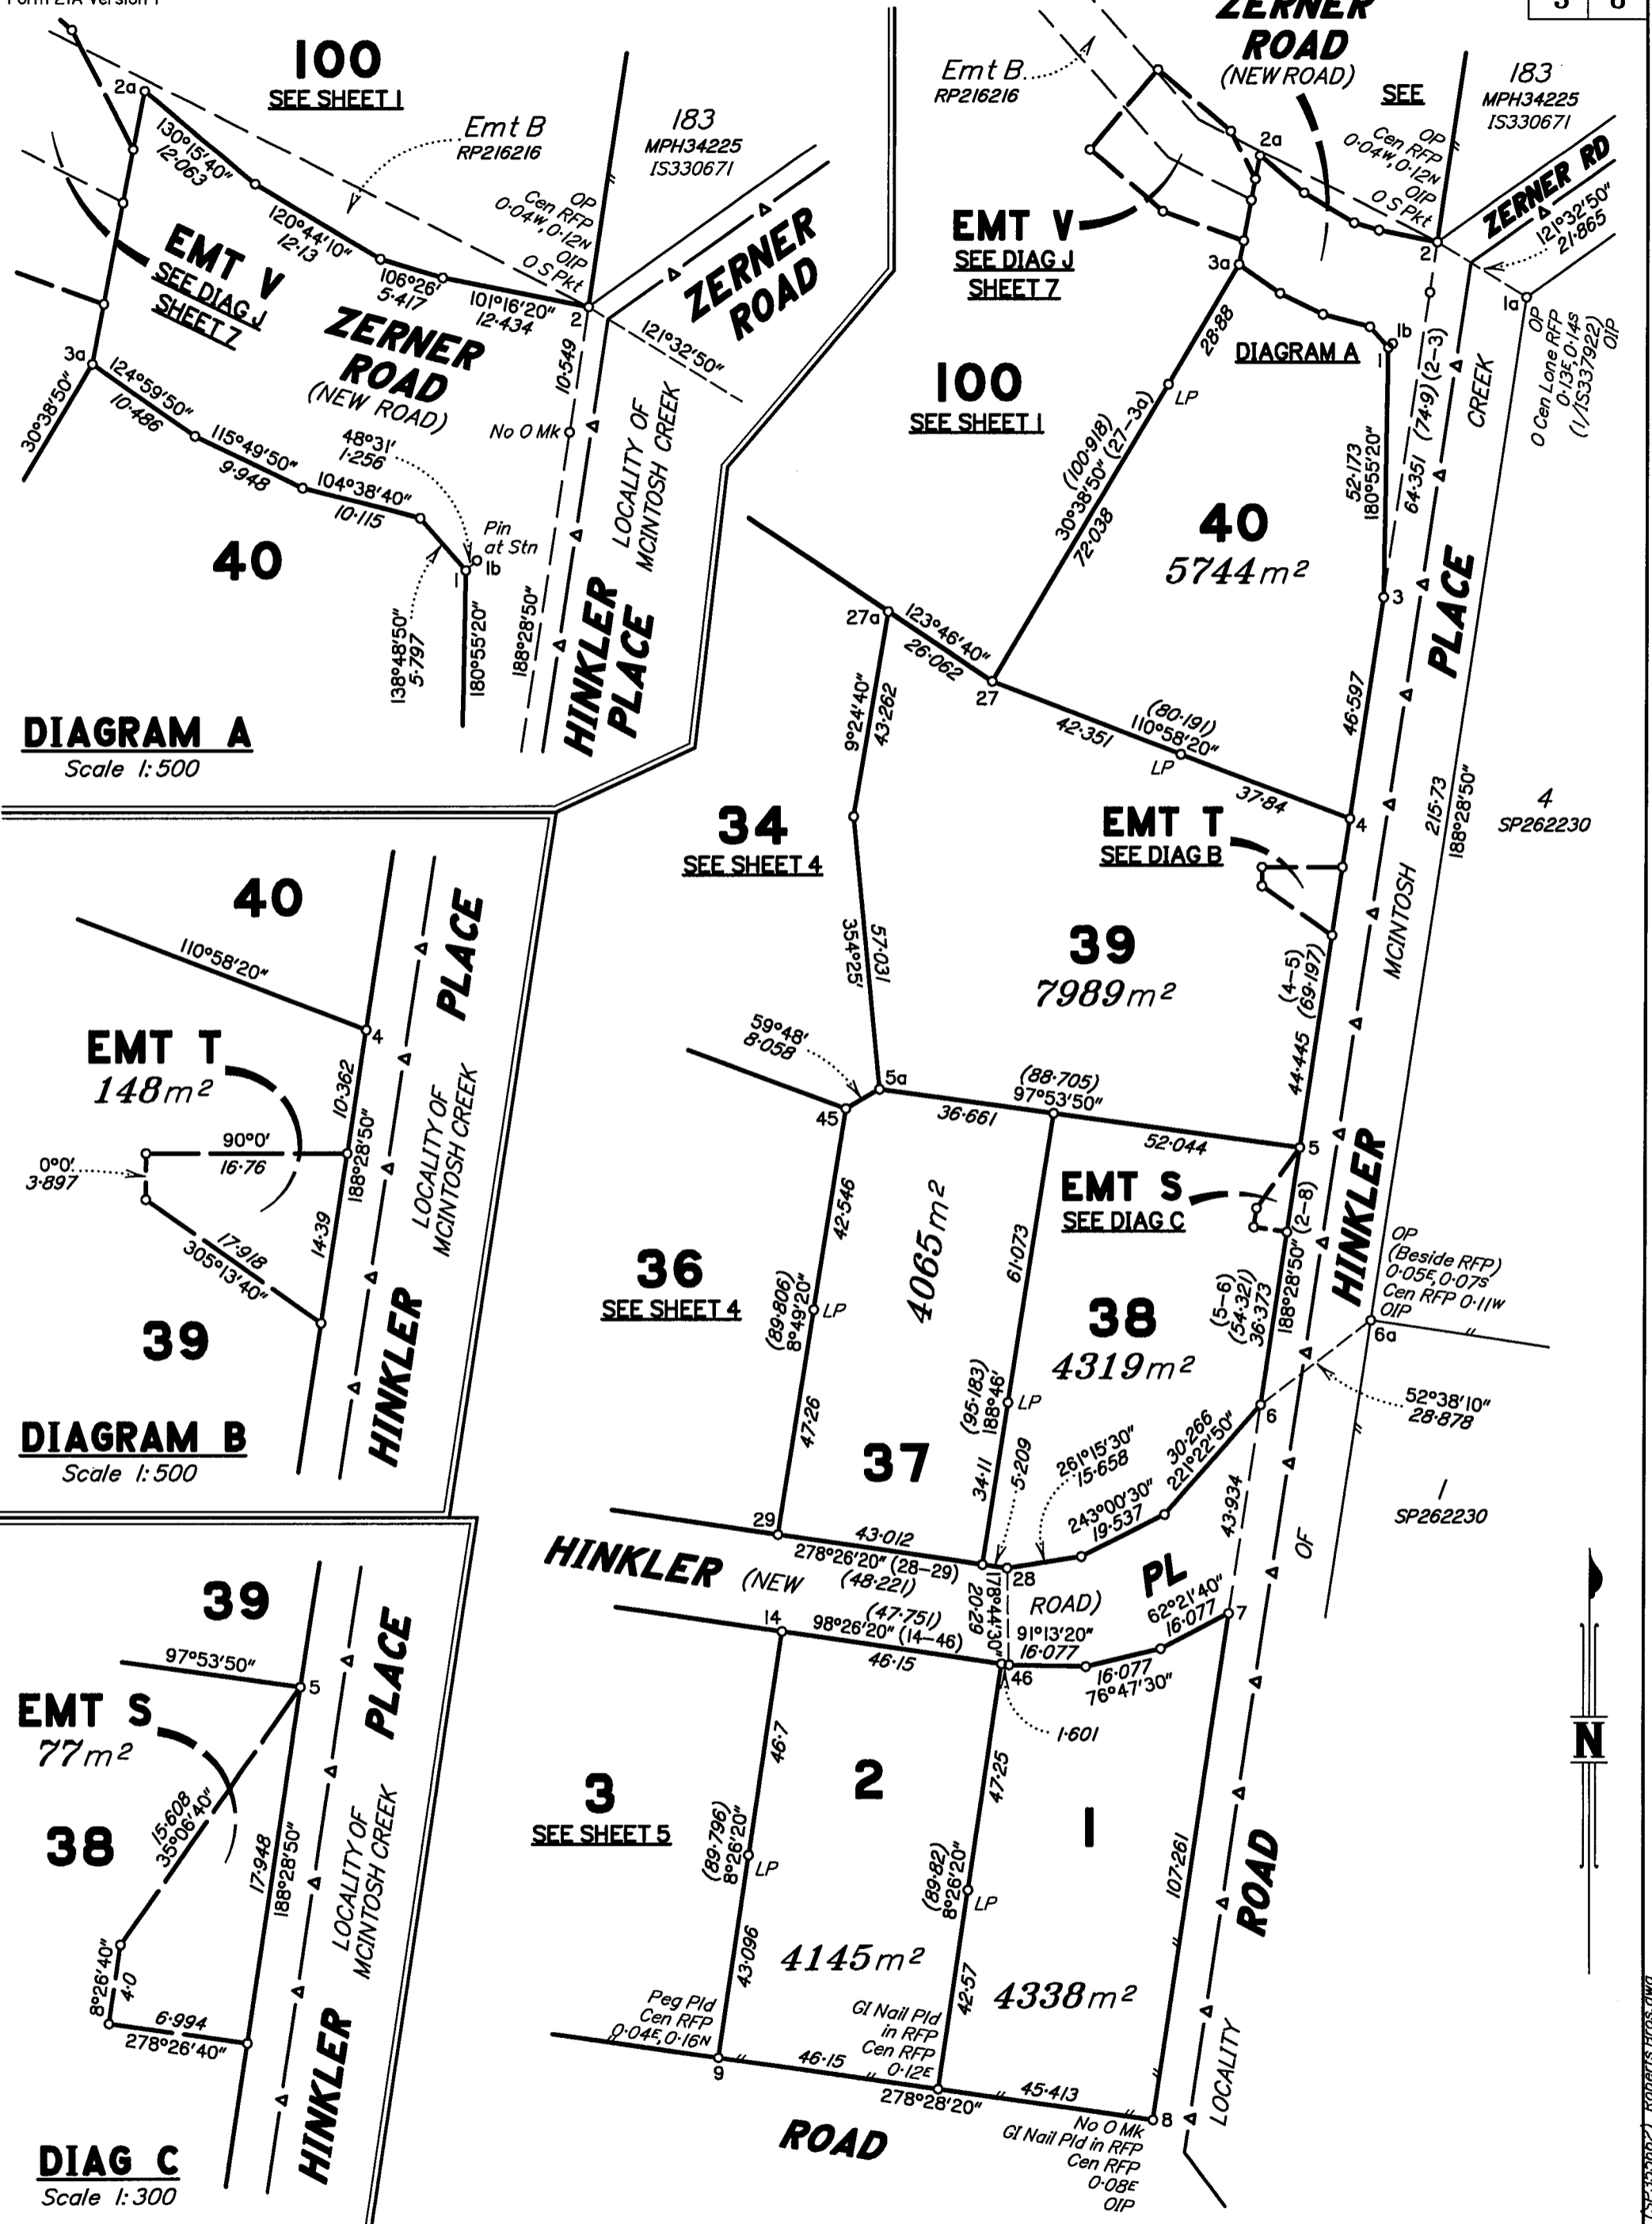 100
SEE SHEET 1
2a
130°15'40"
12·063
Emt B
RP216216
183
MPH34225
IS330671
120°44'10"
12·13
OP
Cen RFP
0·04W, 0·12N
OIP
O S Pkt
106°26'
5·417
101°16'20"
12·434
2
ZERNER
ROAD
121°32'50"
EMT V
SEE DIAG J
SHEET 7
ZERNER
ROAD
(NEW ROAD)
3a
30°38'50"
124°59'50"
10·486
115°49'50"
9·948
48°31'
1·256
104°38'40"
10·115
10·549
No O Mk
LOCALITY OF
MCINTOSH CREEK
Pin
at Stn
1b
1
40
138°48'50"
5·797
180°55'20"
188°28'50"
HINKLER
PLACE
DIAGRAM A
Scale 1:500
40
110°58'20"
4
PLACE
EMT T
148m²
10·362
90°0'
16·76
0°0'
3·897
188°28'50"
LOCALITY OF
MCINTOSH CREEK
14·39
17·918
305°13'40"
39
HINKLER
DIAGRAM B
Scale 1:500
39
97°53'50"
5
PLACE
EMT S
77m²
15·608
35°06'40"
38
17·948
188°28'50"
LOCALITY OF
MCINTOSH CREEK
8°26'40"
4·0
6·994
278°26'40"
HINKLER
DIAG C
Scale 1:300
ZERNER
ROAD
(NEW ROAD)
Emt B
RP216216
SEE
183
MPH34225
IS330671
2a
OP
Cen RFP
0·04W, 0·12N
OIP
O S Pkt
2
ZERNER RD
121°32'50"
21·865
1a
OP
O Cen Lone RFP
0·13E, 0·14S
(1/IS337922)
OIP
EMT V
SEE DIAG J
SHEET 7
3a
28·88
DIAGRAM A
1b
1
100
SEE SHEET 1
LP
(100·918)
30°38'50" (27-3a)
72·038
52·173
180°55'20"
64·351 (74·9) (2-3)
CREEK
40
5744m²
3
PLACE
27a
123°46'40"
26·062
27
9°24'40"
43·262
(80·191)
110°58'20"
42·351
LP
37·84
46·597
4
215·73
188°28'50"
4
SP262230
34
SEE SHEET 4
EMT T
SEE DIAG B
MCINTOSH
39
7989m²
354°25'
57·031
(4-5)
(69·197)
44·445
59°48'
8·058
5a
45
(88·705)
97°53'50"
36·661
52·044
5
HINKLER
EMT S
SEE DIAG C
42·546
4065m²
61·073
36
SEE SHEET 4
(89·806)
8°49'20"
LP
38
4319m²
(5-6)
(54·321)
36·373
188°28'50" (2-8)
OP
(Beside RFP)
0·05E, 0·07S
Cen RFP 0·11W
OIP
6a
52°38'10"
28·878
6
47·26
37
(95·183)
188°46'
LP
34·11
5·209
261°15'30"
15·658
243°00'30"
19·537
30·266
221°22'50"
43·934
1
SP262230
29
43·012
278°26'20" (28-29)
(48·221)
28
HINKLER
(NEW
ROAD)
PL
OF
178°44'30"
20·29
14
(47·751)
98°26'20" (14-46)
46·15
46
91°13'20"
16·077
16·077
76°47'30"
62°21'40"
16·077
7
1·601
N
46·7
47·25
2
3
SEE SHEET 5
1
(89·796)
8°26'20"
LP
(89·82)
8°26'20"
LP
107·261
ROAD
43·096
4145m²
42·57
4338m²
Peg Pld
Cen RFP
0·04E, 0·16N
GI Nail Pld
in RFP
Cen RFP
0·12E
9
46·15
278°28'20"
45·413
8
LOCALITY
ROAD
No O Mk
GI Nail Pld in RFP
Cen RFP
0·08E
OIP